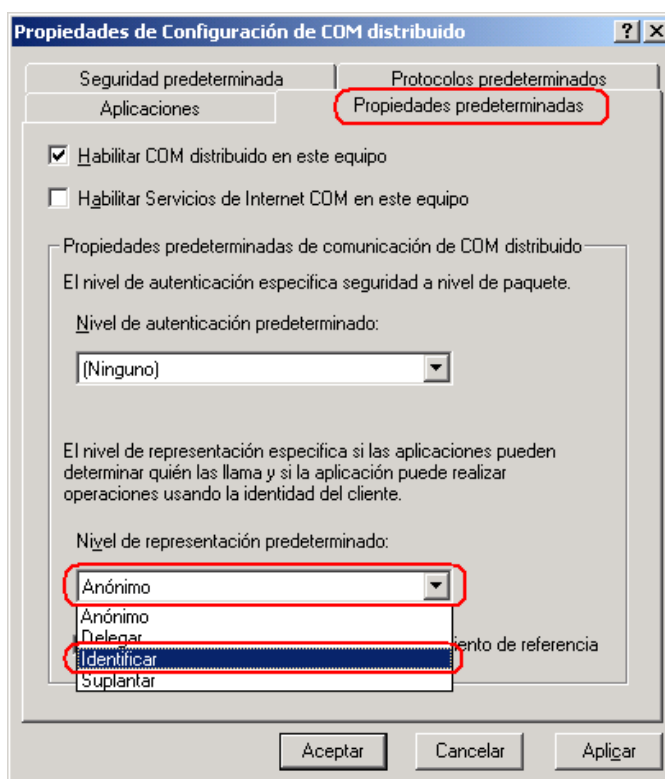 Propiedades de Configuración de COM distribuido
Seguridad predeterminada
Protocolos predeterminados
Aplicaciones
Propiedades predeterminadas
Habilitar COM distribuido en este equipo
Habilitar Servicios de Internet COM en este equipo
Propiedades predeterminadas de comunicación de COM distribuido
El nivel de autenticación especifica seguridad a nivel de paquete.
Nivel de autenticación predeterminado:
(Ninguno)
El nivel de representación especifica si las aplicaciones pueden
determinar quién las llama y si la aplicación puede realizar
operaciones usando la identidad del cliente.
Nivel de representación predeterminado:
Anónimo
Anónimo
Delegar
Identificar
Suplantar
iento de referencia
Aceptar
Cancelar
Aplicar